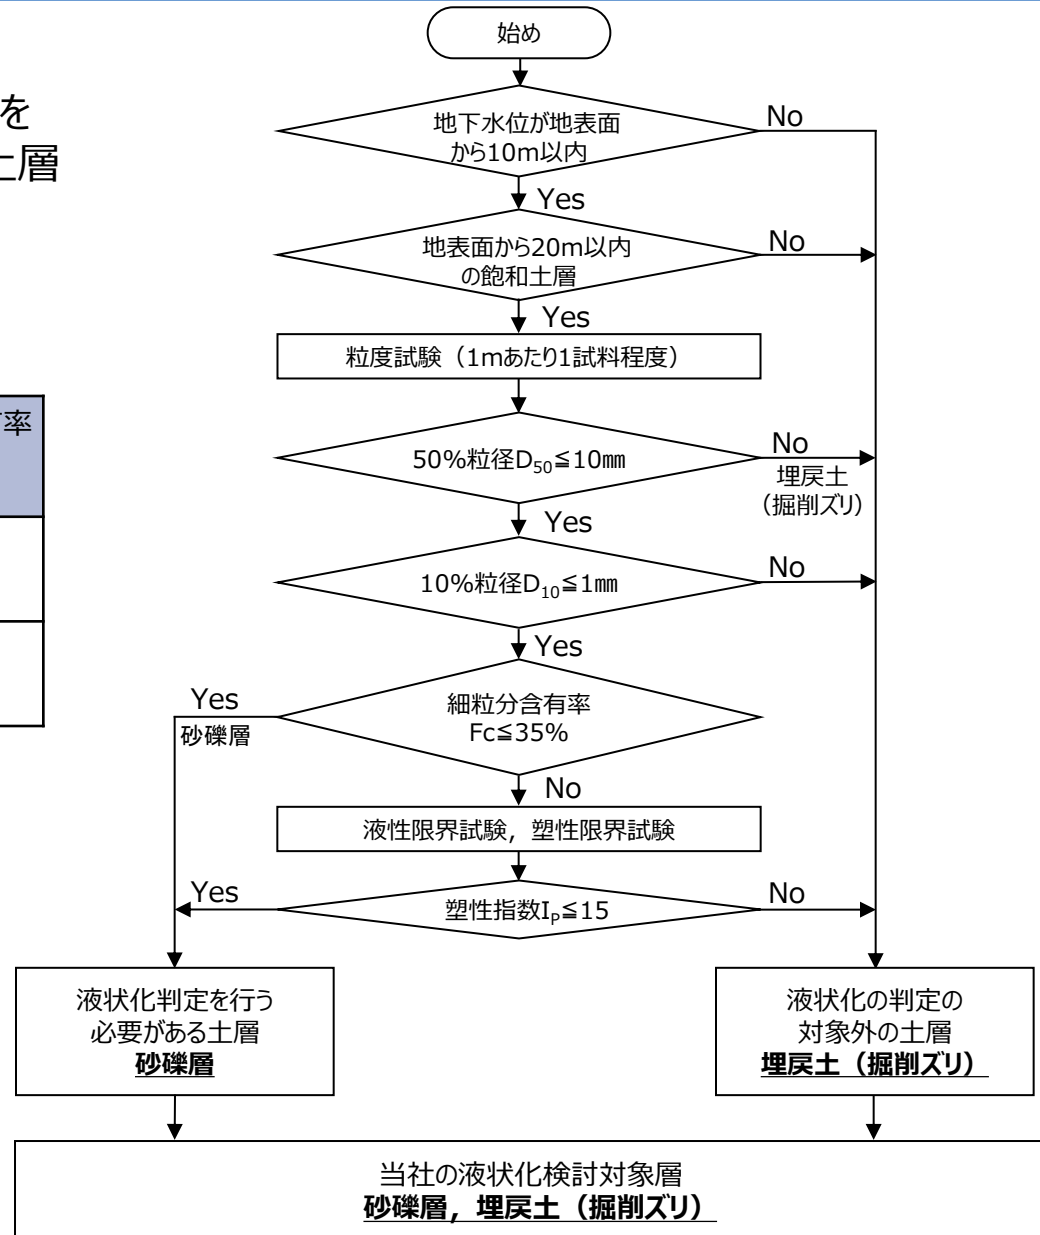 を
土層
有率
始め
地下水位が地表面
から10m以内
No
Yes
地表面から20m以内
の飽和土層
No
Yes
粒度試験（1mあたり1試料程度）
50%粒径D50≦10㎜
No
埋戻土
（掘削ズリ）
Yes
10%粒径D10≦1㎜
No
Yes
細粒分含有率
Fc≦35%
Yes
砂礫層
No
液性限界試験，塑性限界試験
塑性指数IP≦15
Yes
No
液状化判定を行う
必要がある土層
砂礫層
液状化の判定の
対象外の土層
埋戻土（掘削ズリ）
当社の液状化検討対象層
砂礫層，埋戻土（掘削ズリ）